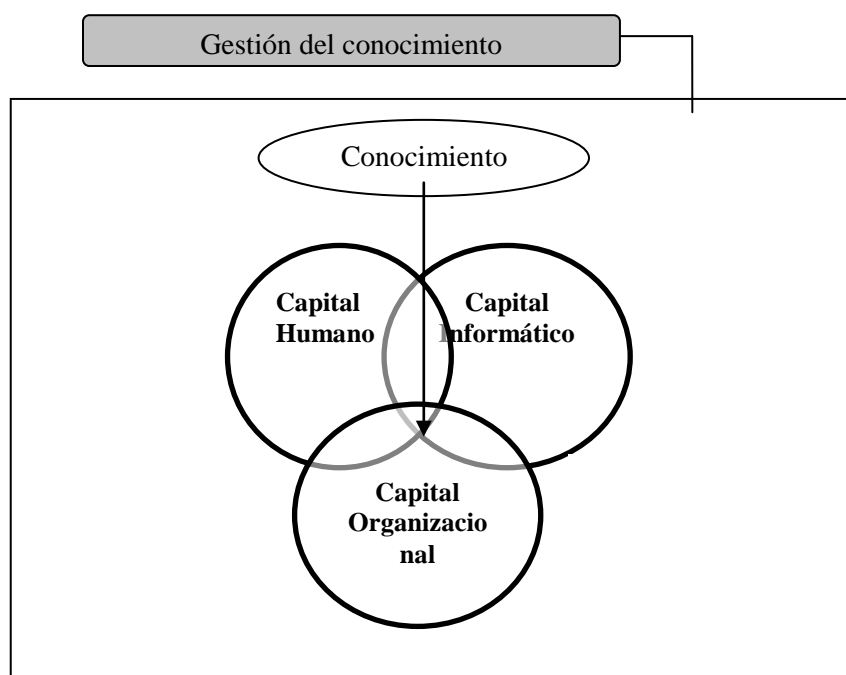 Gestión del conocimiento
Conocimiento
Capital
Humano
Capital
Informático
Capital
Organizacio
nal